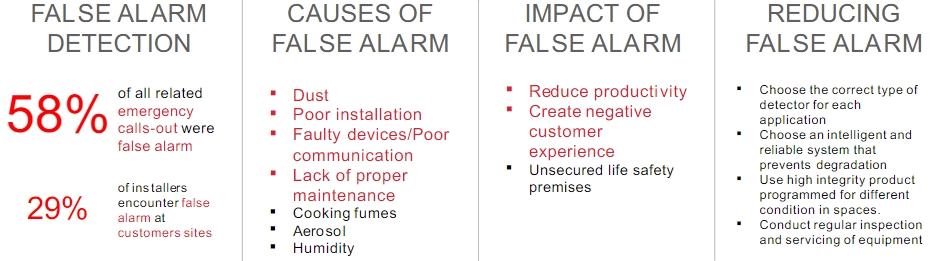 FALSE ALARM
DETECTION
58%
of all related
emergency
calls-out were
false alarm
29%
of installers
encounter false
alarm at
customers sites
CAUSES OF
FALSE ALARM
▪ Dust
▪ Poor installation
▪ Faulty devices/Poor
communication
▪ Lack of proper
maintenance
▪ Cooking fumes
▪ Aerosol
▪ Humidity
IMPACT OF
FALSE ALARM
▪ Reduce productivity
▪ Create negative
customer
experience
▪ Unsecured life safety
premises
REDUCING
FALSE ALARM
▪ Choose the correct type of
detector for each
application
▪ Choose an intelligent and
reliable system that
prevents degradation
▪ Use high integrity product
programmed for different
condition in spaces.
▪ Conduct regular inspection
and servicing of equipment